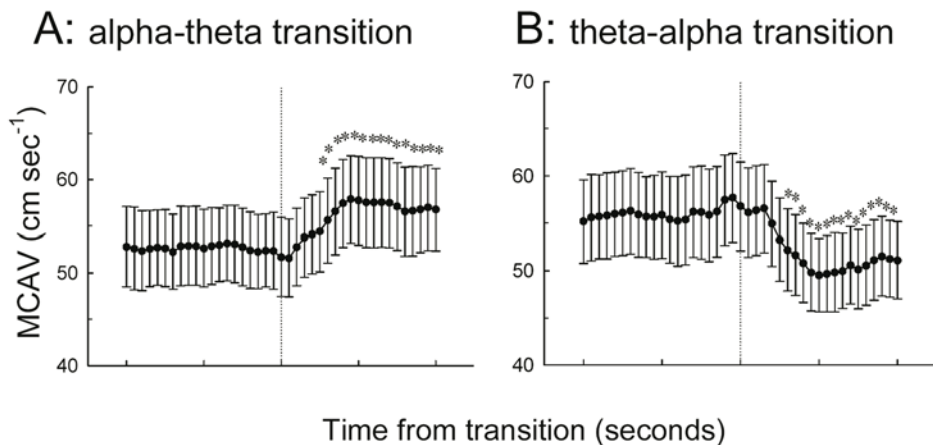 A: alpha-theta transition
B: theta-alpha transition
MCAV (cm sec⁻¹)
70
60
50
40
70
60
50
40
****************
***************
Time from transition (seconds)